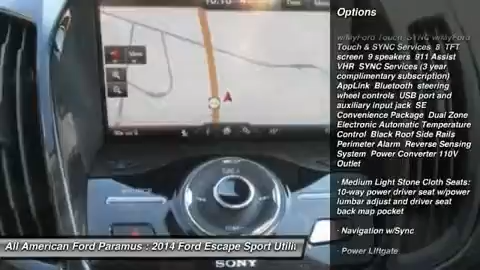 Options
Touch & SYNC Services 8 TFT
screen 9 speakers 911 Assist
VHR SYNC Services (3 year
complimentary subscription)
AppLink Bluetooth steering
wheel controls USB port and
auxiliary input jack SE
Convenience Package Dual Zone
Electronic Automatic Temperature
Control Black Roof Side Rails
Perimeter Alarm Reverse Sensing
System Power Converter 110V
Outlet
· Medium Light Stone Cloth Seats:
10-way power driver seat w/power
lumbar adjust and driver seat
back map pocket
· Navigation w/Sync
· Power Liftgate
All American Ford Paramus : 2014 Ford Escape Sport Utili
SONY